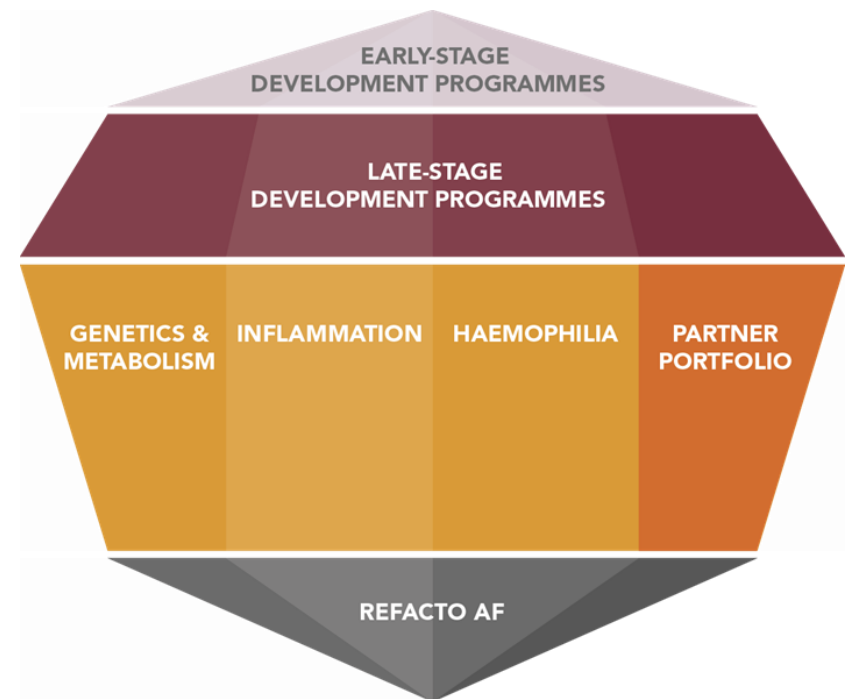 EARLY-STAGE
DEVELOPMENT PROGRAMMES
LATE-STAGE
DEVELOPMENT PROGRAMMES
GENETICS &
METABOLISM
INFLAMMATION
HAEMOPHILIA
PARTNER
PORTFOLIO
REFACTO AF